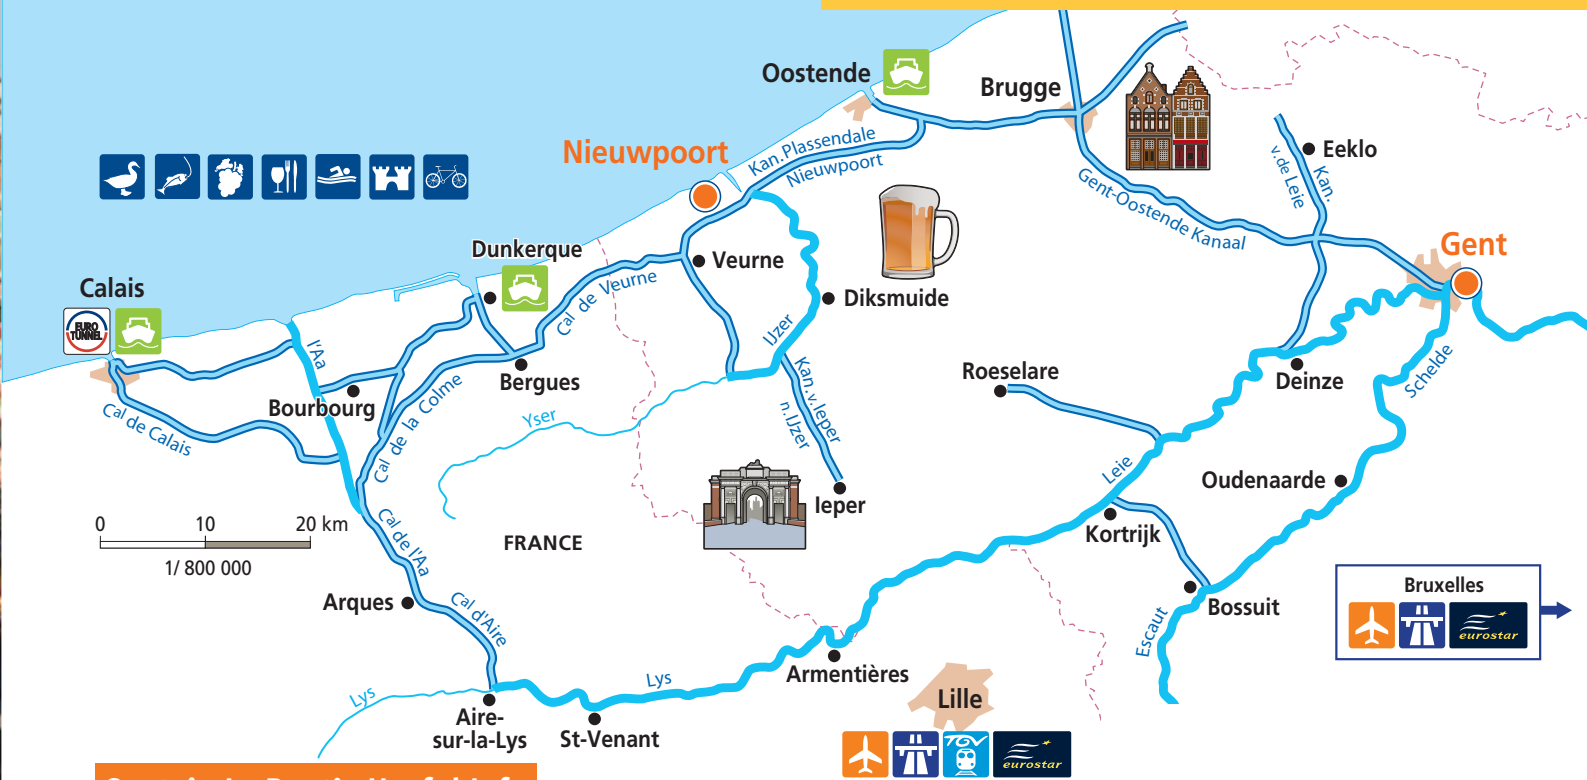 Oostende
Brugge
Nieuwpoort
Kan. Plassendale
Nieuwpoort
Eeklo
Kan.
v. de Leie
Gent-Oostende Kanaal
Gent
Dunkerque
Veurne
Cal de Veurne
Diksmuide
Calais
EURO
TUNNEL
l'Aa
IJzer
Bergues
Bourbourg
Cal de la Colme
Cal de Calais
Yser
Kan. v. Ieper
n. IJzer
Roeselare
Deinze
Schelde
Leie
Oudenaarde
Ieper
Kortrijk
0 10 20 km
1/ 800 000
FRANCE
Cal de l'Aa
Arques
Cal d'Aire
Bossuit
Escaut
Bruxelles
eurostar
Armentières
Lys
Lys
Lille
Aire-
sur-la-Lys
St-Venant
TGV
eurostar